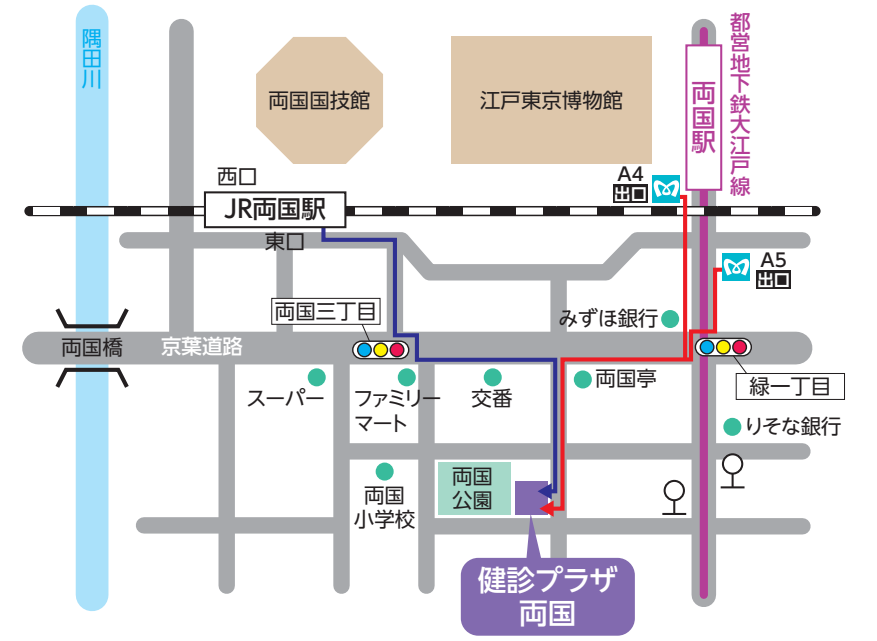 隅田川
両国国技館
江戸東京博物館
両国駅
都営地下鉄大江戸線
西口
A4
出口
JR両国駅
東口
A5
出口
両国三丁目
みずほ銀行
両国橋
京葉道路
スーパー
ファミリー
マート
交番
両国亭
緑一丁目
りそな銀行
両国
小学校
両国
公園
健診プラザ
両国